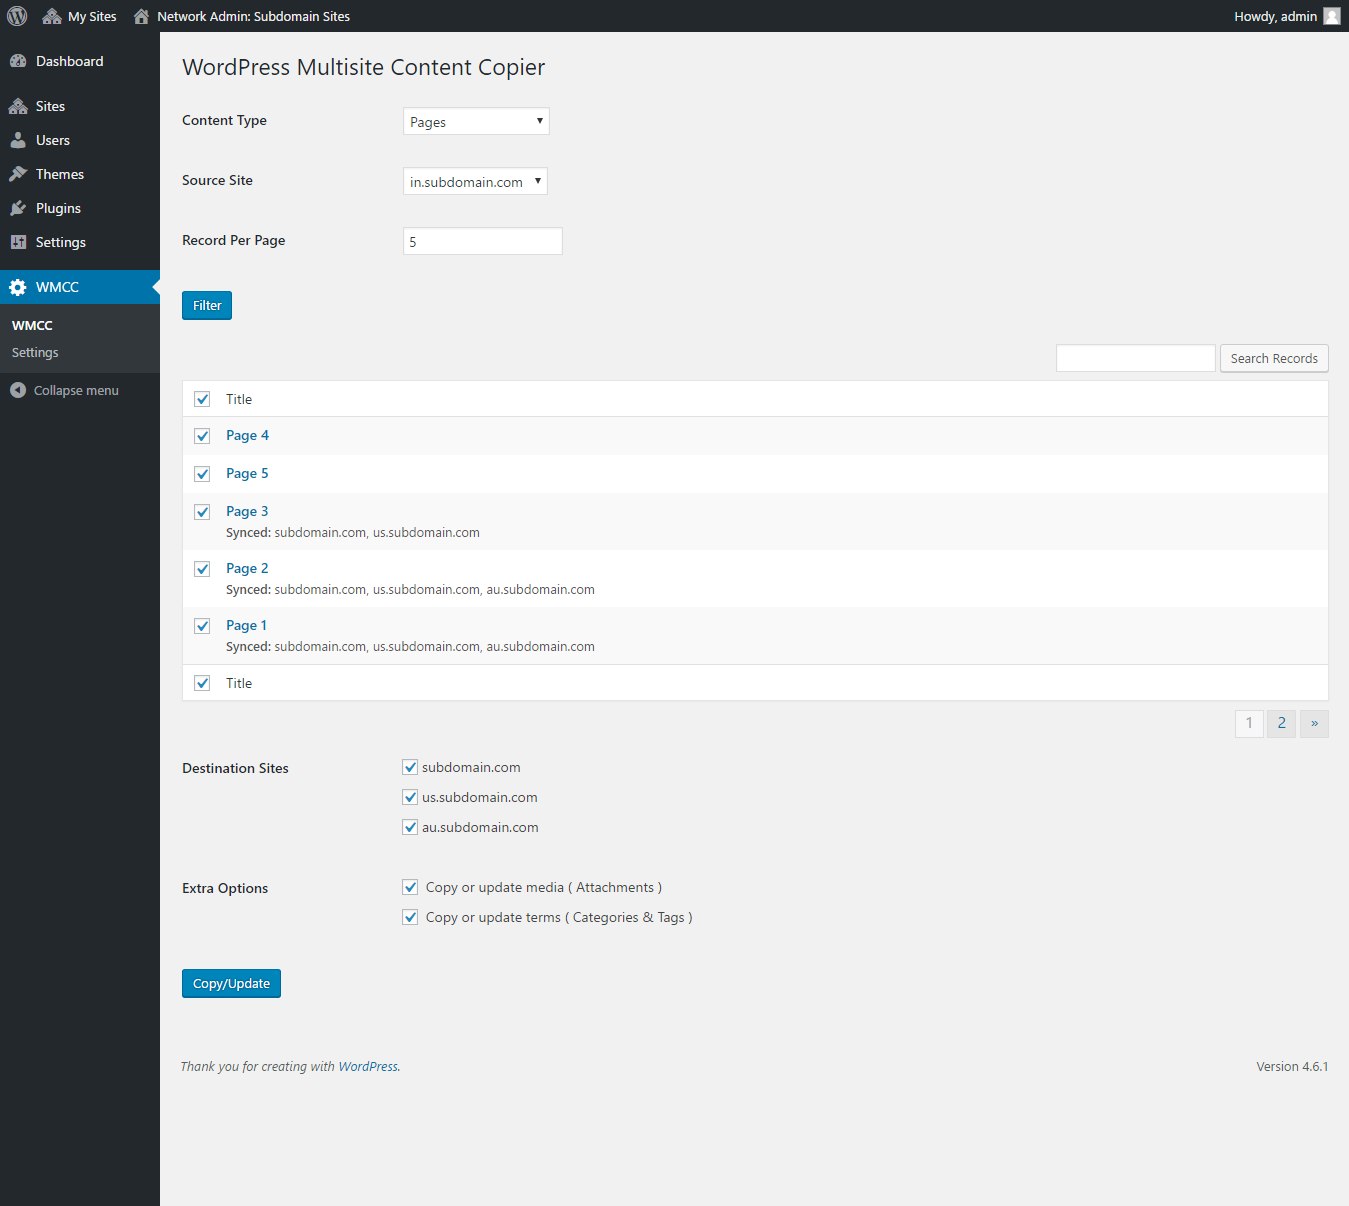 My Sites
Network Admin: Subdomain Sites
Howdy, admin
Dashboard
Sites
Users
Themes
Plugins
Settings
WMCC
WMCC
Settings
Collapse menu
WordPress Multisite Content Copier
Content Type
Pages
Source Site
in.subdomain.com
Record Per Page
5
Filter
Search Records
Title
Page 4
Page 5
Page 3
Synced: subdomain.com, us.subdomain.com
Page 2
Synced: subdomain.com, us.subdomain.com, au.subdomain.com
Page 1
Synced: subdomain.com, us.subdomain.com, au.subdomain.com
Title
1 2 »
Destination Sites
subdomain.com
us.subdomain.com
au.subdomain.com
Extra Options
Copy or update media ( Attachments )
Copy or update terms ( Categories & Tags )
Copy/Update
Thank you for creating with WordPress.
Version 4.6.1